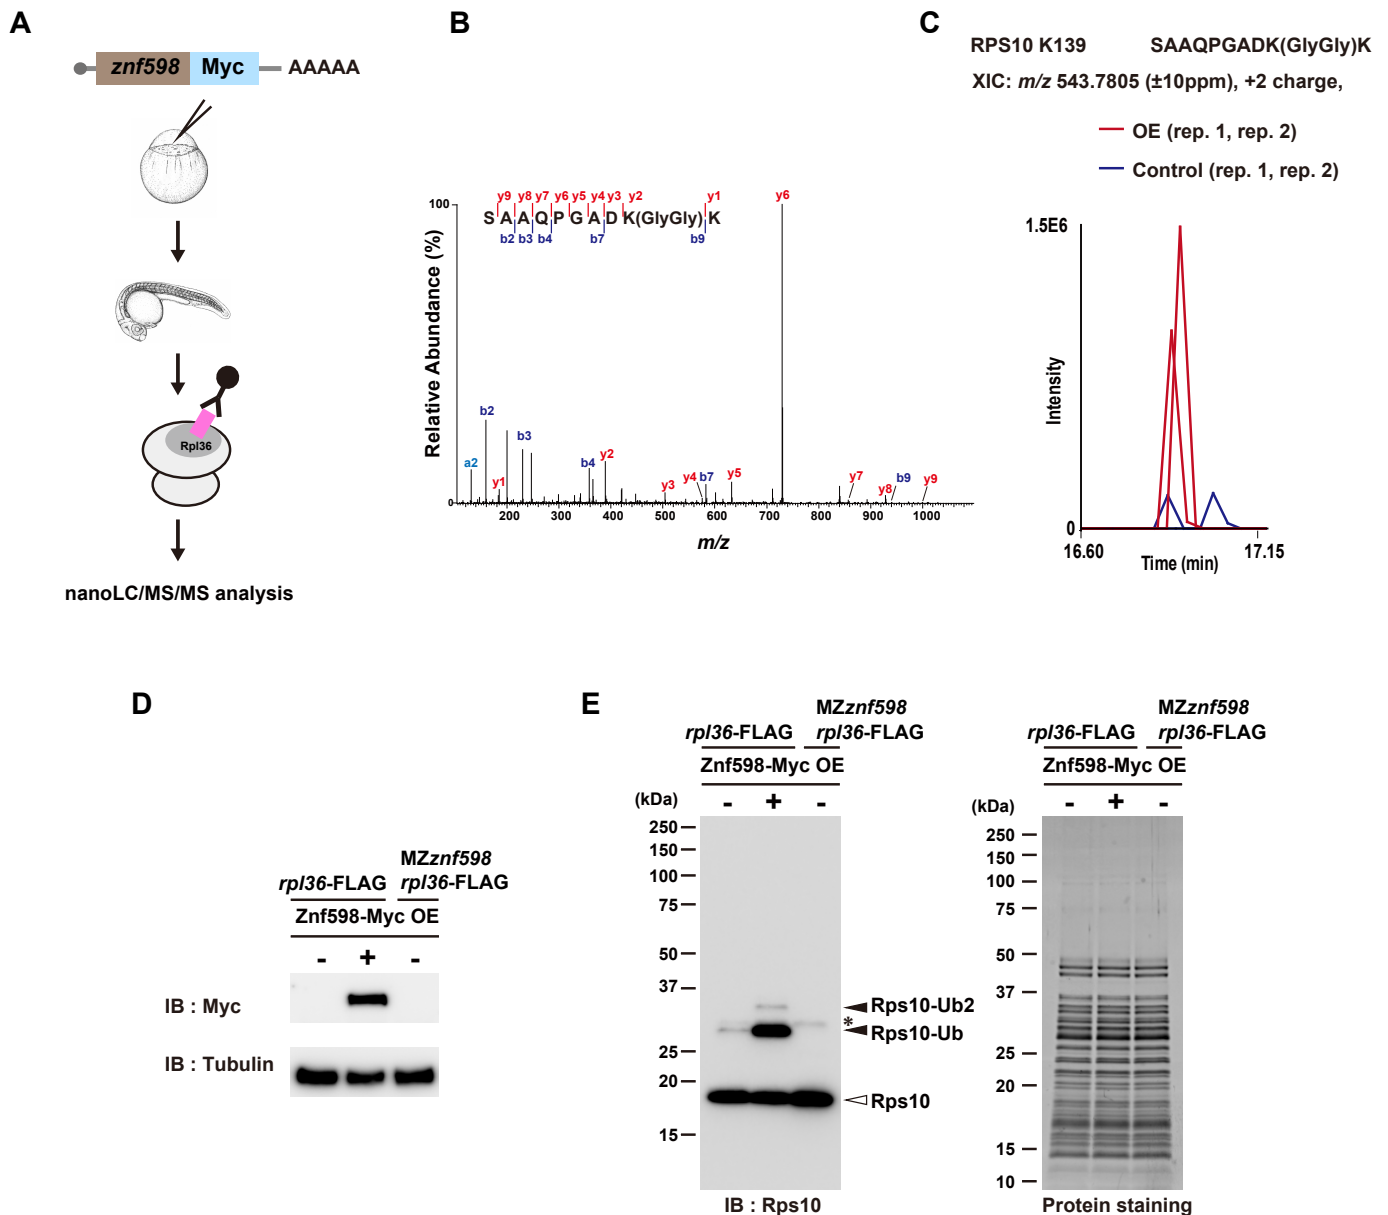 A
znf598 Myc AAAAA
Rpl36
nanoLC/MS/MS analysis
B
Relative Abundance (%)
100
0
y9 y8 y7 y6 y5 y4 y3 y2 y1
SAAQPGADK(GlyGly)K
b2 b3 b4 b7 b9
a2
b2
y1
b3
b4
y2
y3
y4
b7
y5
y6
y7
y8
b9
y9
200 300 400 500 600 700 800 900 1000
m/z
C
RPS10 K139 SAAQPGADK(GlyGly)K
XIC: m/z 543.7805 (±10ppm), +2 charge,
OE (rep. 1, rep. 2)
Control (rep. 1, rep. 2)
1.5E6
Intensity
0
16.60 17.15
Time (min)
D
MZznf598
rpl36-FLAG rpl36-FLAG
Znf598-Myc OE
- + -
IB : Myc
IB : Tubulin
E
MZznf598
rpl36-FLAG rpl36-FLAG
Znf598-Myc OE
(kDa) - + -
250
150
100
75
50
37
25
20
15
Rps10-Ub2
*
Rps10-Ub
Rps10
IB : Rps10
MZznf598
rpl36-FLAG rpl36-FLAG
Znf598-Myc OE
(kDa) - + -
250
150
100
75
50
37
25
20
15
10
Protein staining